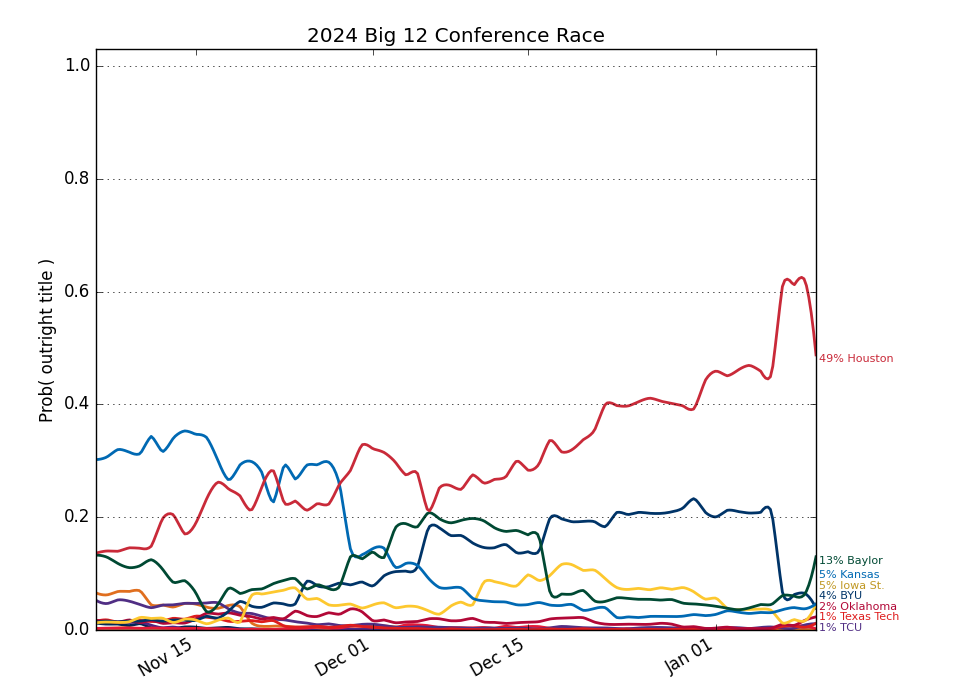 2024 Big 12 Conference Race
Prob( outright title )
1.0
0.8
0.6
0.4
0.2
0.0
49% Houston
13% Baylor
5% Kansas
5% Iowa St.
4% BYU
2% Oklahoma
1% Texas Tech
1% TCU
Nov 15
Dec 01
Dec 15
Jan 01